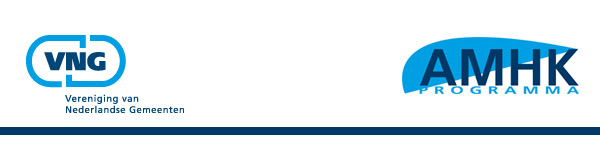 VNG
Vereniging van
Nederlandse Gemeenten
AMHK
PROGRAMMA